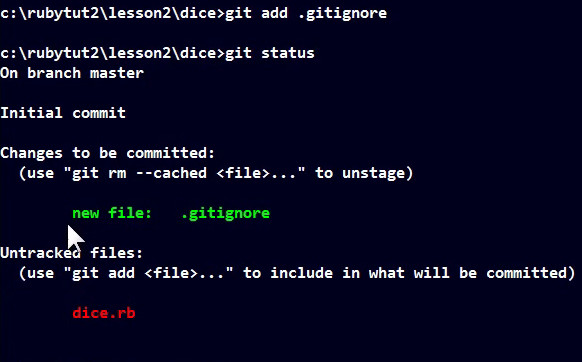 c:\rubytut2\lesson2\dice>git add .gitignore
c:\rubytut2\lesson2\dice>git status
On branch master
Initial commit
Changes to be committed:
(use "git rm --cached <file>..." to unstage)
new file:   .gitignore
Untracked files:
(use "git add <file>..." to include in what will be committed)
dice.rb